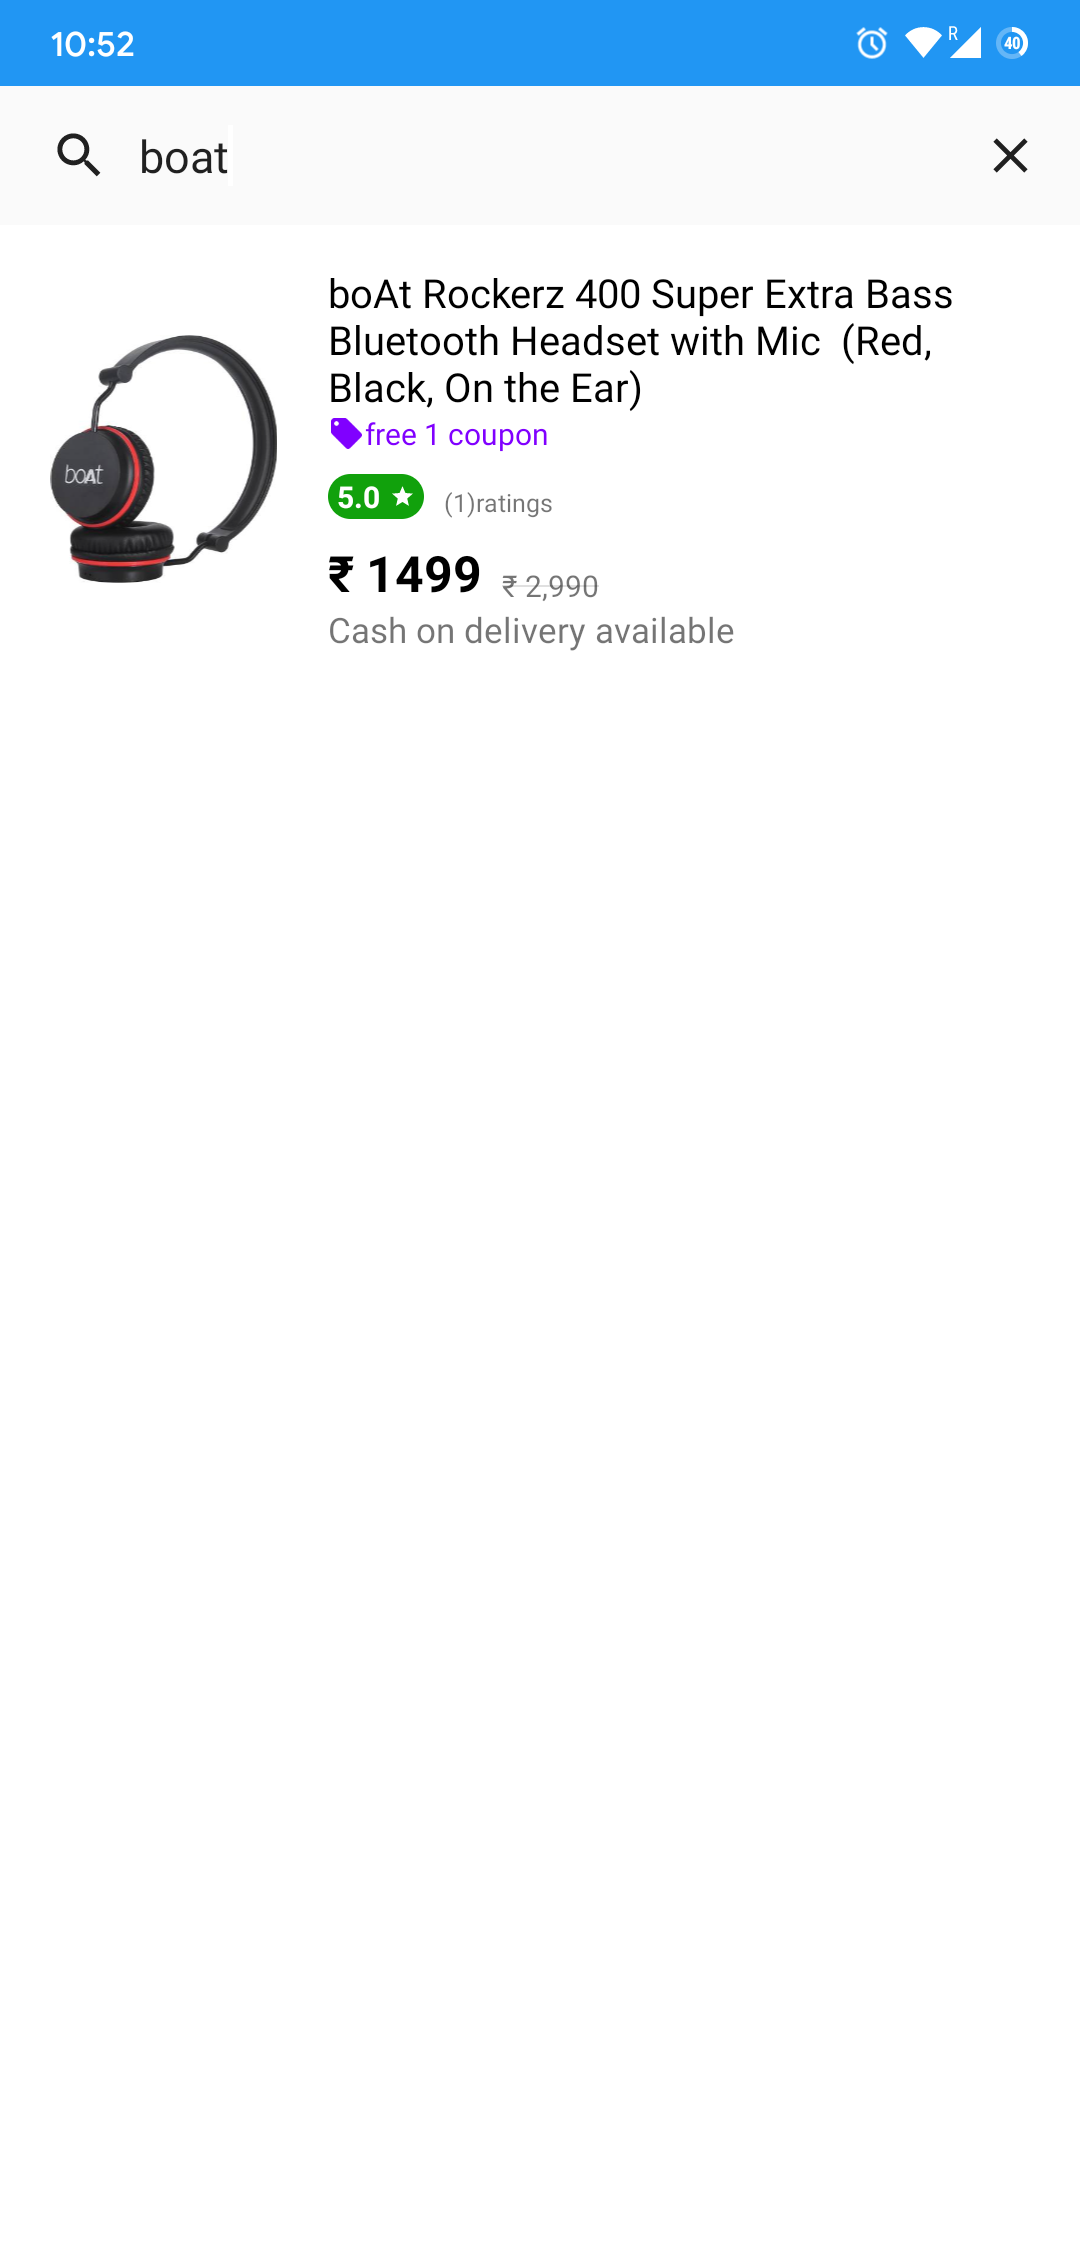 10:52
R
40
boat
boAt Rockerz 400 Super Extra Bass
Bluetooth Headset with Mic  (Red,
Black, On the Ear)
free 1 coupon
boAt
5.0 ★ (1)ratings
₹ 1499 ₹ 2,990
Cash on delivery available